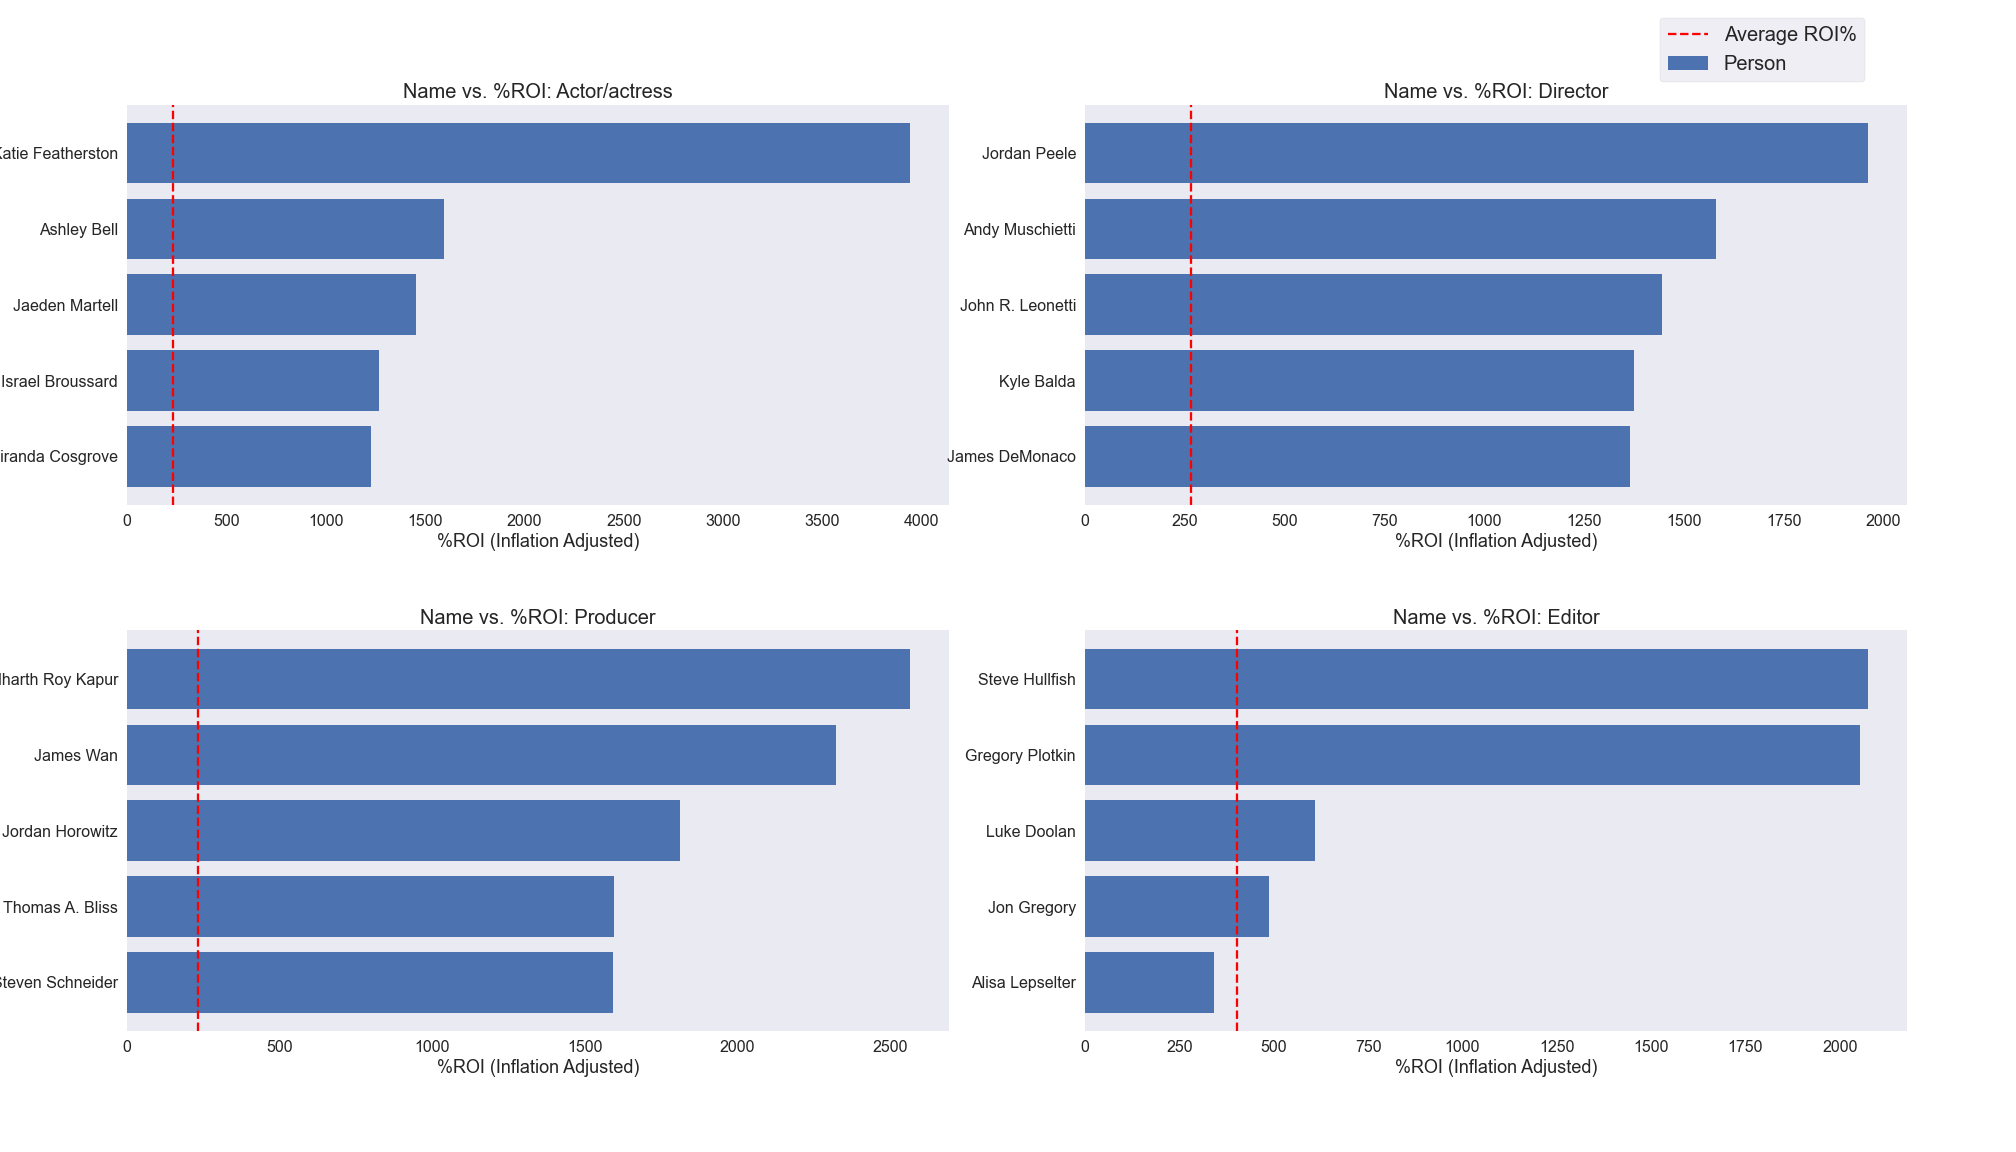 Average ROI%
Person
Name vs. %ROI: Actor/actress
Katie Featherston
Ashley Bell
Jaeden Martell
Israel Broussard
iranda Cosgrove
0 500 1000 1500 2000 2500 3000 3500 4000
%ROI (Inflation Adjusted)
Name vs. %ROI: Director
Jordan Peele
Andy Muschietti
John R. Leonetti
Kyle Balda
James DeMonaco
0 250 500 750 1000 1250 1500 1750 2000
%ROI (Inflation Adjusted)
Name vs. %ROI: Producer
harth Roy Kapur
James Wan
Jordan Horowitz
Thomas A. Bliss
Steven Schneider
0 500 1000 1500 2000 2500
%ROI (Inflation Adjusted)
Name vs. %ROI: Editor
Steve Hullfish
Gregory Plotkin
Luke Doolan
Jon Gregory
Alisa Lepselter
0 250 500 750 1000 1250 1500 1750 2000
%ROI (Inflation Adjusted)